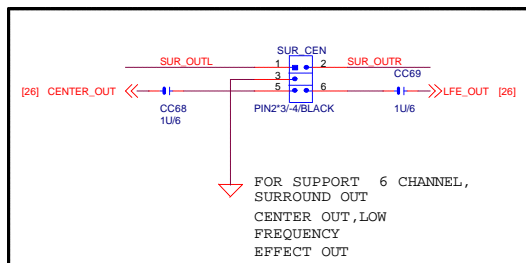 SUR_CEN
SUR_OUTL 1 2 SUR_OUTR
3 CC69
[26] CENTER_OUT 5 6 LFE_OUT [26]
CC68 PIN2*3/-4/BLACK 1U/6
1U/6
FOR SUPPORT 6 CHANNEL,
SURROUND OUT
CENTER OUT,LOW
FREQUENCY
EFFECT OUT